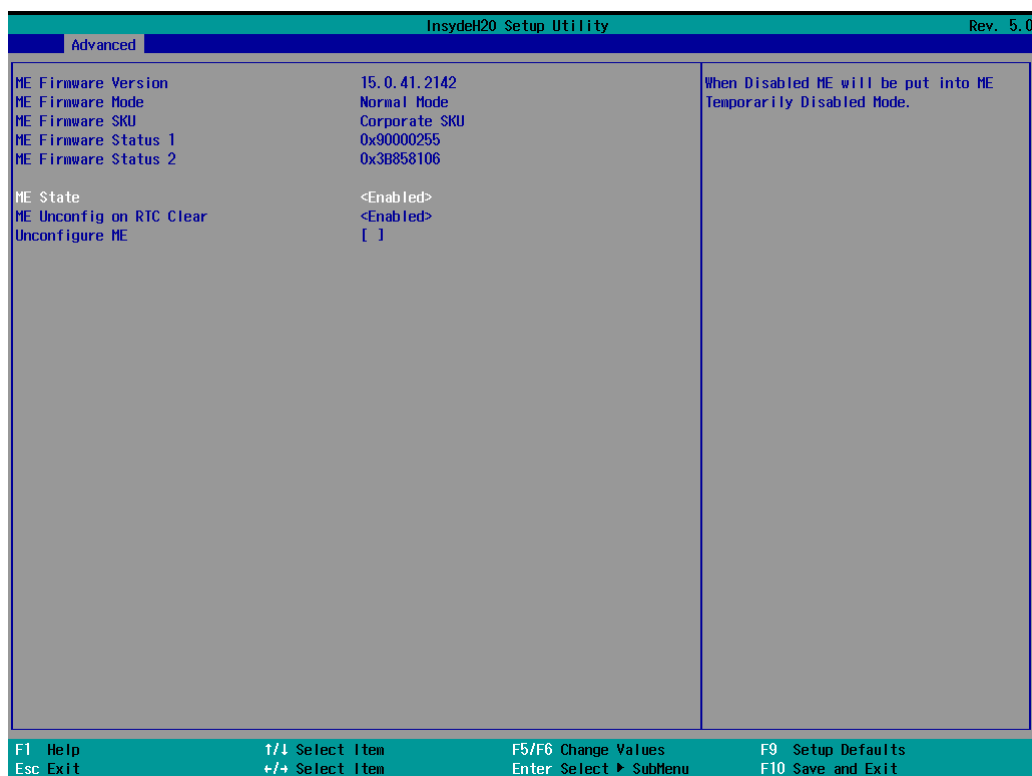 InsydeH20 Setup Utility Rev. 5.0
Advanced
ME Firmware Version 15.0.41.2142
ME Firmware Mode Normal Mode
ME Firmware SKU Corporate SKU
ME Firmware Status 1 0x90000255
ME Firmware Status 2 0x3B858106
ME State <Enabled>
ME Unconfig on RTC Clear <Enabled>
Unconfigure ME [ ]
When Disabled ME will be put into ME
Temporarily Disabled Mode.
F1 Help ↑/↓ Select Item F5/F6 Change Values F9 Setup Defaults
Esc Exit ←/→ Select Item Enter Select ▶ SubMenu F10 Save and Exit